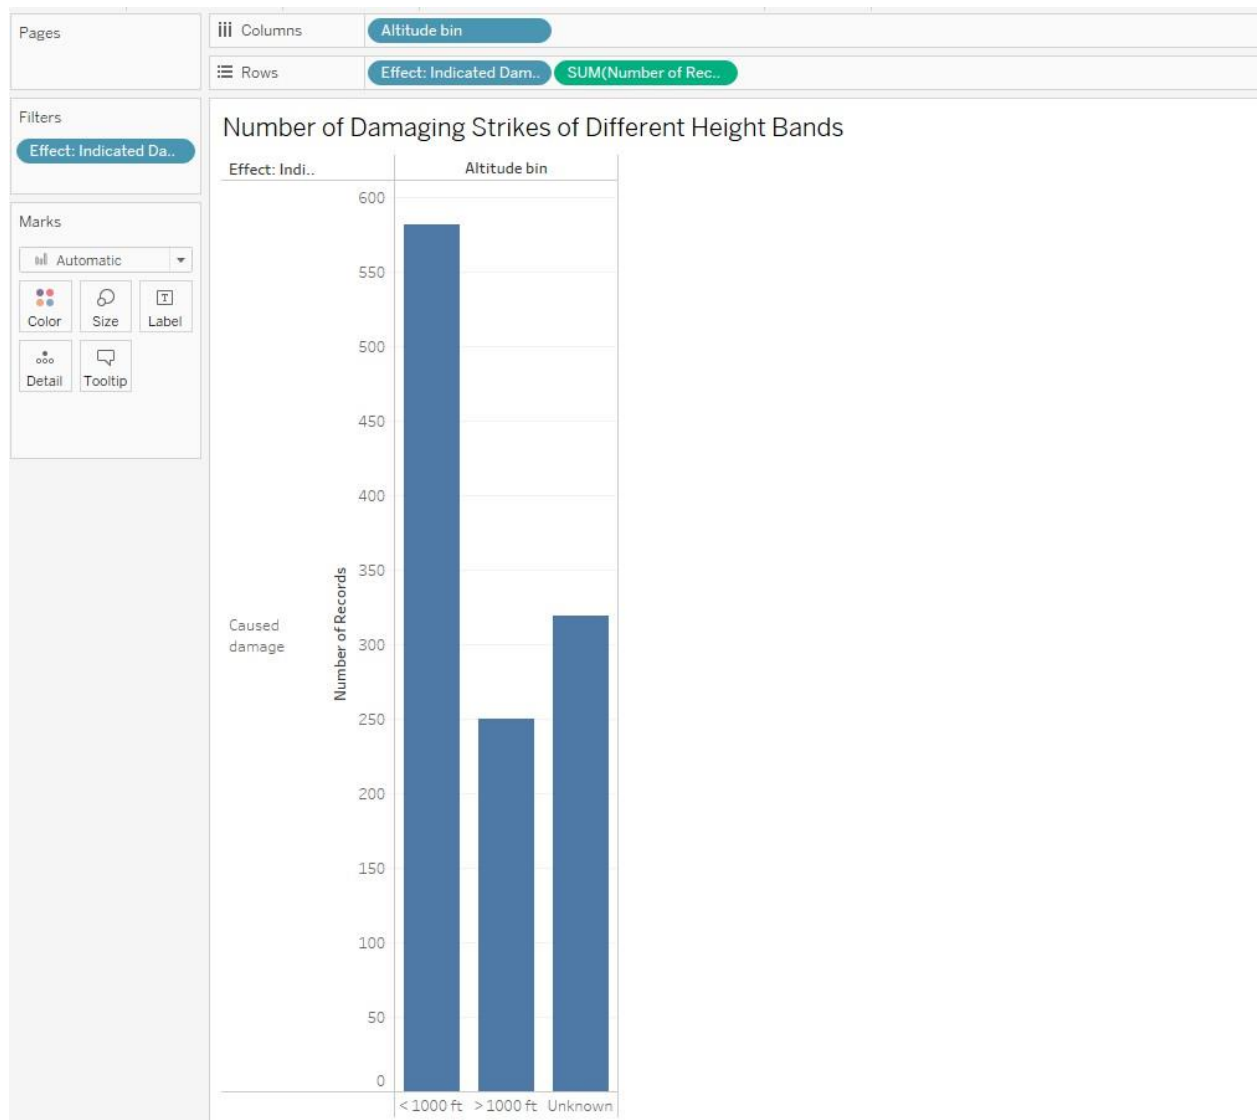 Pages
Columns
Altitude bin
Rows
Effect: Indicated Dam..
SUM(Number of Rec..
Filters
Effect: Indicated Da..
Marks
Automatic
Color
Size
Label
Detail
Tooltip
Number of Damaging Strikes of Different Height Bands
Effect: Indi..
Altitude bin
600
550
500
450
400
350
300
250
200
150
100
50
0
Number of Records
Caused
damage
< 1000 ft
> 1000 ft
Unknown